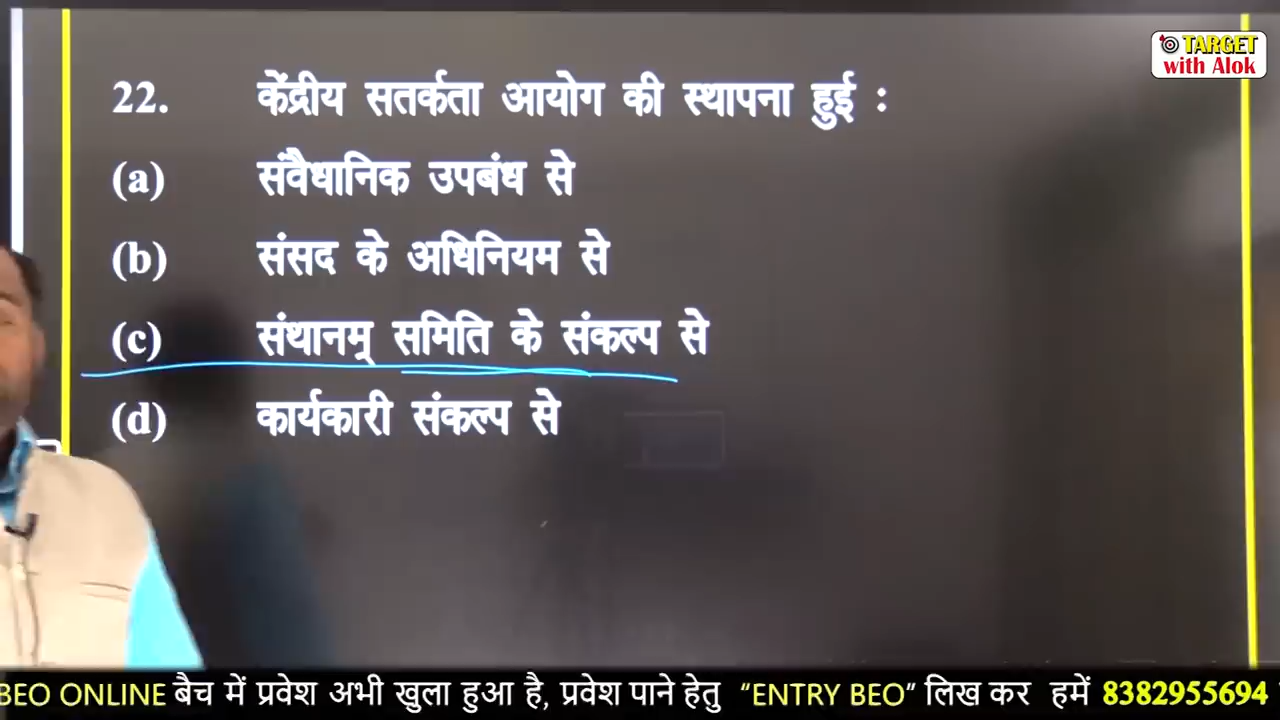 TARGET
with Alok
22. केंद्रीय सतर्कता आयोग की स्थापना हुई :
(a) संवैधानिक उपबंध से
(b) संसद के अधिनियम से
(c) संथानम् समिति के संकल्प से
(d) कार्यकारी संकल्प से
BEO ONLINE बैच में प्रवेश अभी खुला हुआ है, प्रवेश पाने हेतु “ENTRY BEO” लिख कर हमें 8382955694